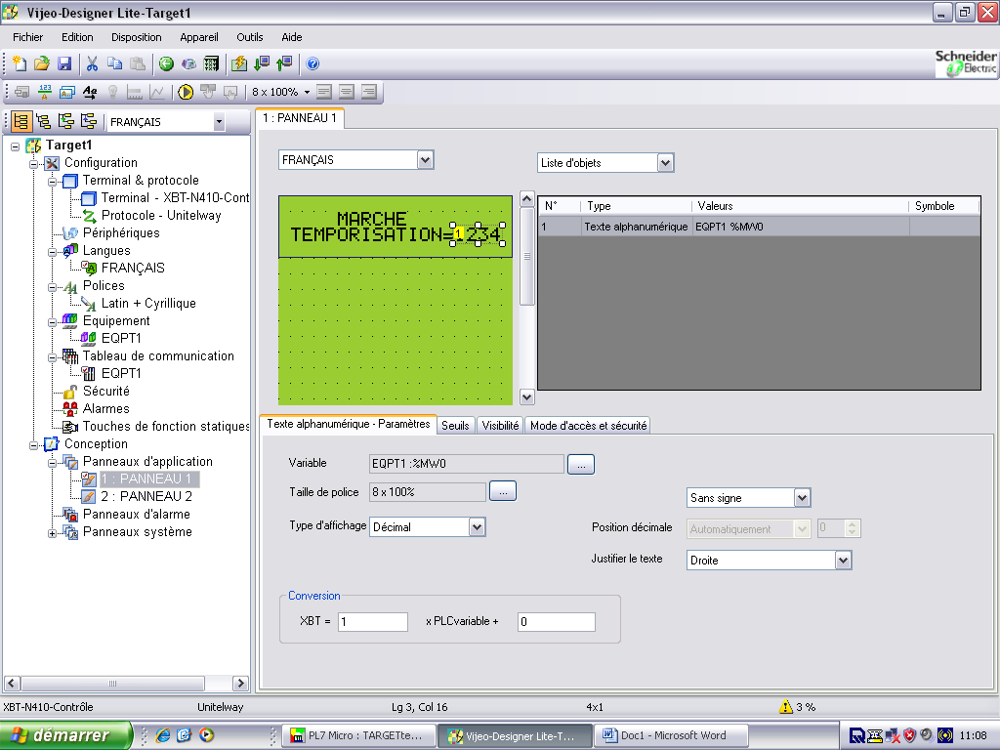 Vijeo-Designer Lite-Target1
Fichier Edition Disposition Appareil Outils Aide
Schneider
Electric
123 Ag 8 x 100%
FRANÇAIS
1 : PANNEAU 1
Target1
Configuration
Terminal & protocole
Terminal - XBT-N410-Cont
Protocole - Unitelway
Périphériques
Langues
FRANÇAIS
Polices
Latin + Cyrillique
Equipement
EQPT1
Tableau de communication
EQPT1
Sécurité
Alarmes
Touches de fonction statiques
Conception
Panneaux d'application
1 : PANNEAU 1
2 : PANNEAU 2
Panneaux d'alarme
Panneaux système
FRANÇAIS
Liste d'objets
MARCHE
TEMPORISATION=1234
N° Type Valeurs Symbole
1 Texte alphanumérique EQPT1 %MW0
Texte alphanumérique - Paramètres Seuils Visibilité Mode d'accès et sécurité
Variable EQPT1 :%MW0 ...
Taille de police 8 x 100% ...
Sans signe
Type d'affichage Décimal
Position décimale Automatiquement 0
Justifier le texte Droite
Conversion
XBT = 1 x PLCvariable + 0
XBT-N410-Contrôle Unitelway Lg 3, Col 16 4x1 3 %
démarrer PL7 Micro : TARGETte... Vijeo-Designer Lite-T... Doc1 - Microsoft Word 11:08